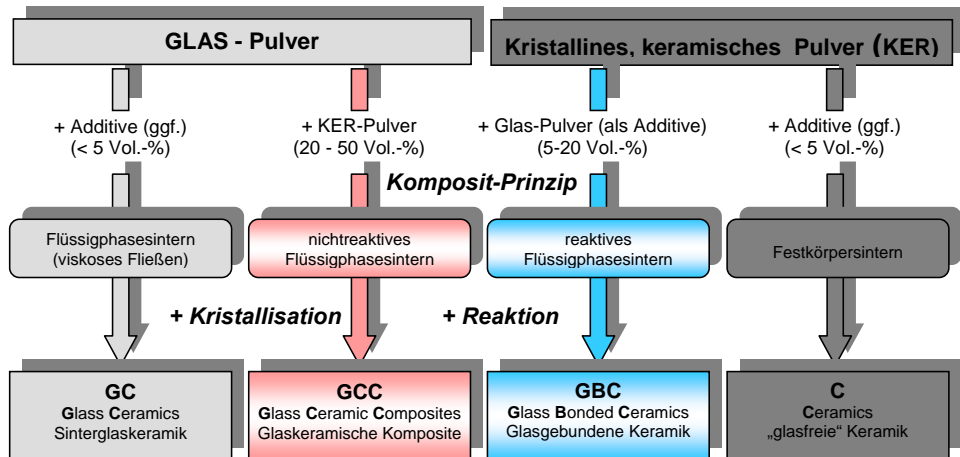 GLAS - Pulver
Kristallines, keramisches Pulver (KER)
+ Additive (ggf.)
(< 5 Vol.-%)
+ KER-Pulver
(20 - 50 Vol.-%)
+ Glas-Pulver (als Additive)
(5-20 Vol.-%)
+ Additive (ggf.)
(< 5 Vol.-%)
Komposit-Prinzip
Flüssigphasesintern
(viskoses Fließen)
nichtreaktives
Flüssigphasesintern
reaktives
Flüssigphasesintern
Festkörpersintern
+ Kristallisation
+ Reaktion
GC
Glass Ceramics
Sinterglaskeramik
GCC
Glass Ceramic Composites
Glaskeramische Komposite
GBC
Glass Bonded Ceramics
Glasgebundene Keramik
C
Ceramics
„glasfreie“ Keramik